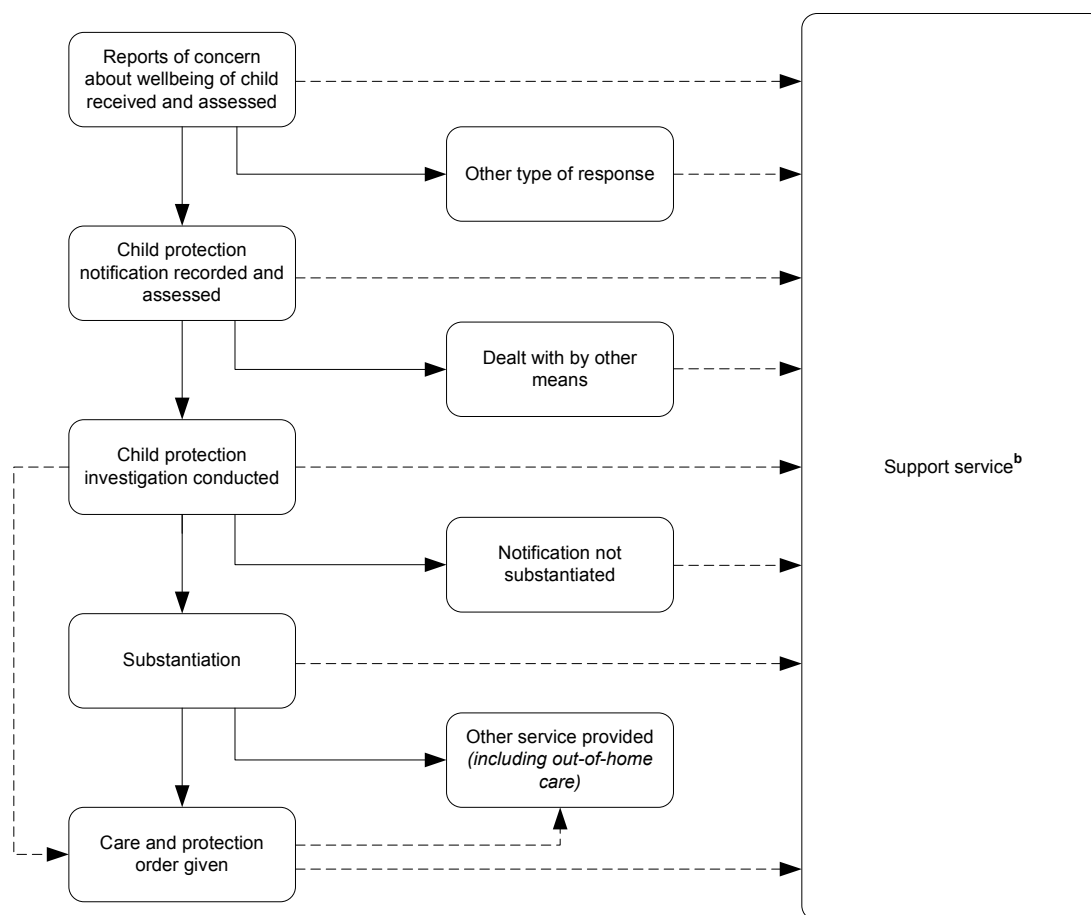 Reports of concern
about wellbeing of child
received and assessed
Other type of response
Child protection
notification recorded and
assessed
Dealt with by other
means
Child protection
investigation conducted
Support serviceᵇ
Notification not
substantiated
Substantiation
Other service provided
(including out-of-home
care)
Care and protection
order given